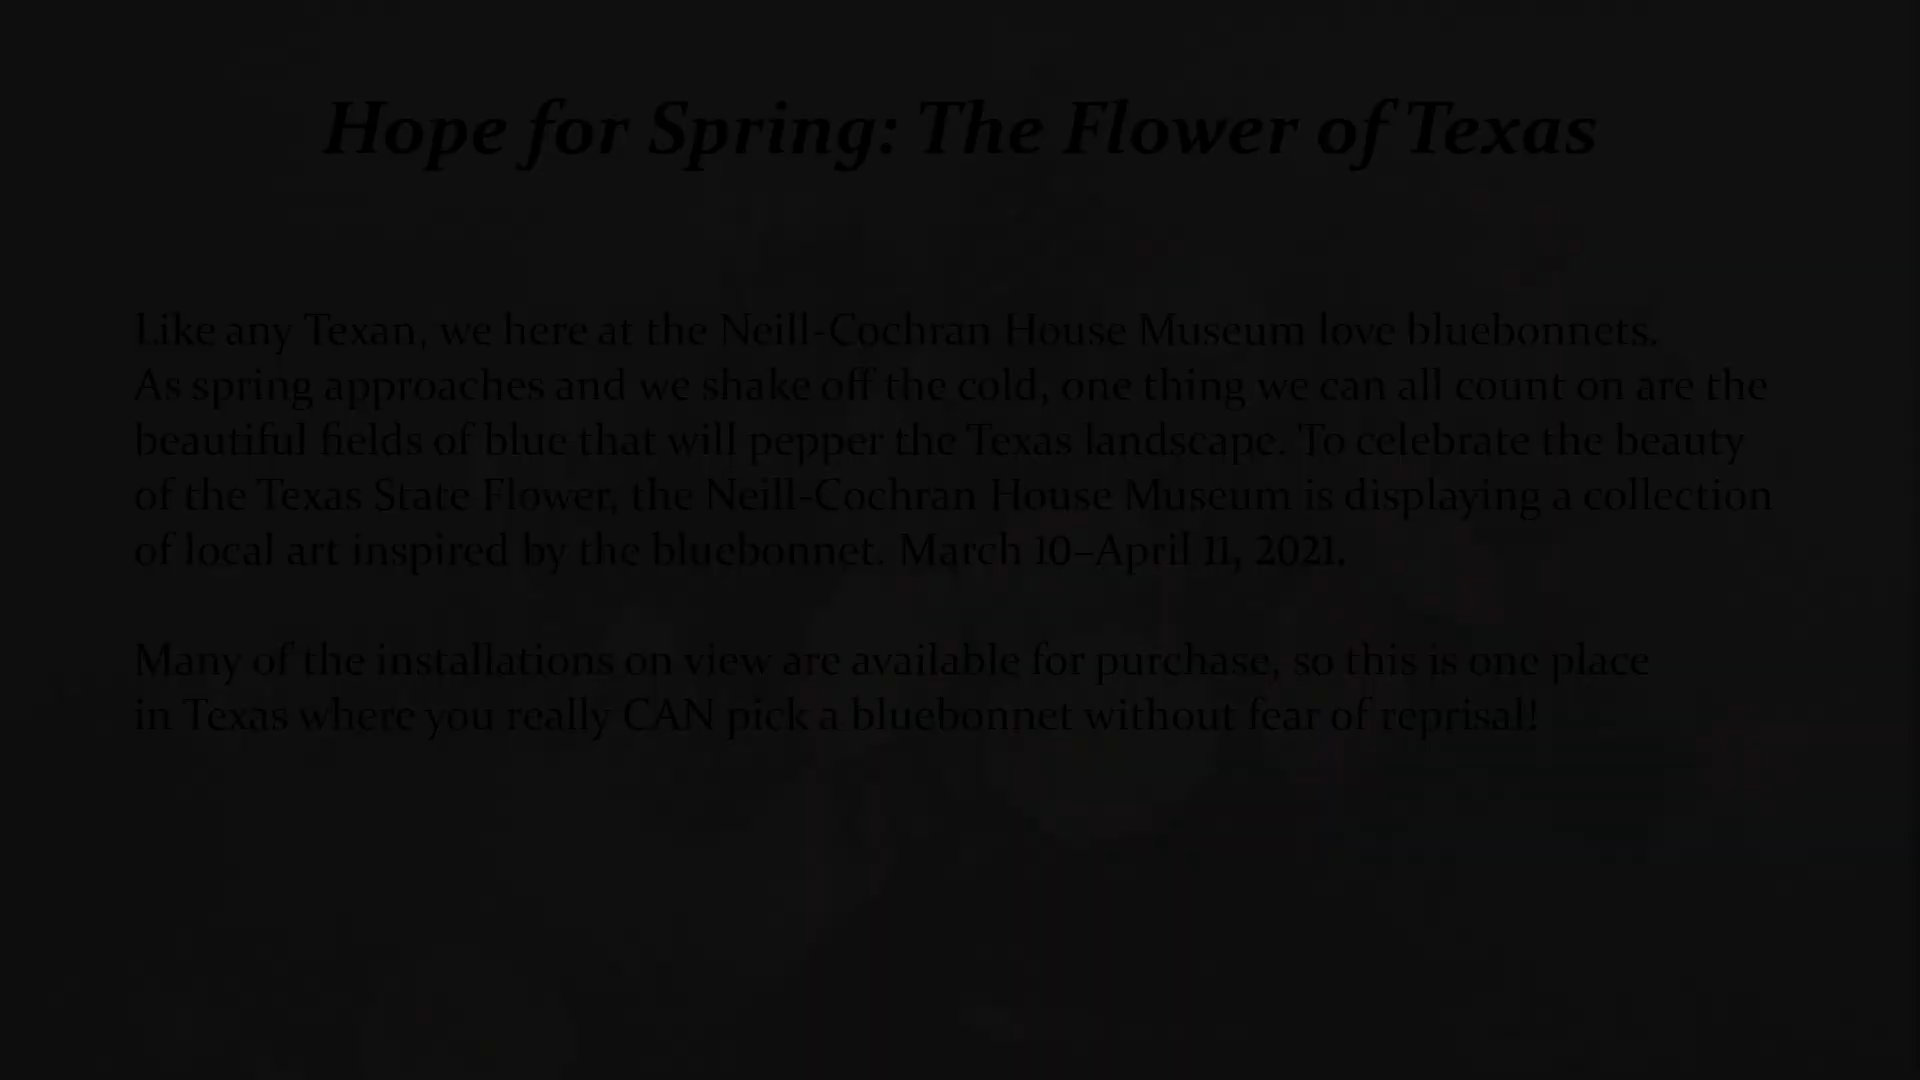 Hope for Spring: The Flower of Texas
Like any Texan, we here at the Neill-Cochran House Museum love bluebonnets.
As spring approaches and we shake off the cold, one thing we can all count on are the
beautiful fields of blue that will pepper the Texas landscape. To celebrate the beauty
of the Texas State Flower, the Neill-Cochran House Museum is displaying a collection
of local art inspired by the bluebonnet. March 10–April 11, 2021.
Many of the installations on view are available for purchase, so this is one place
in Texas where you really CAN pick a bluebonnet without fear of reprisal!